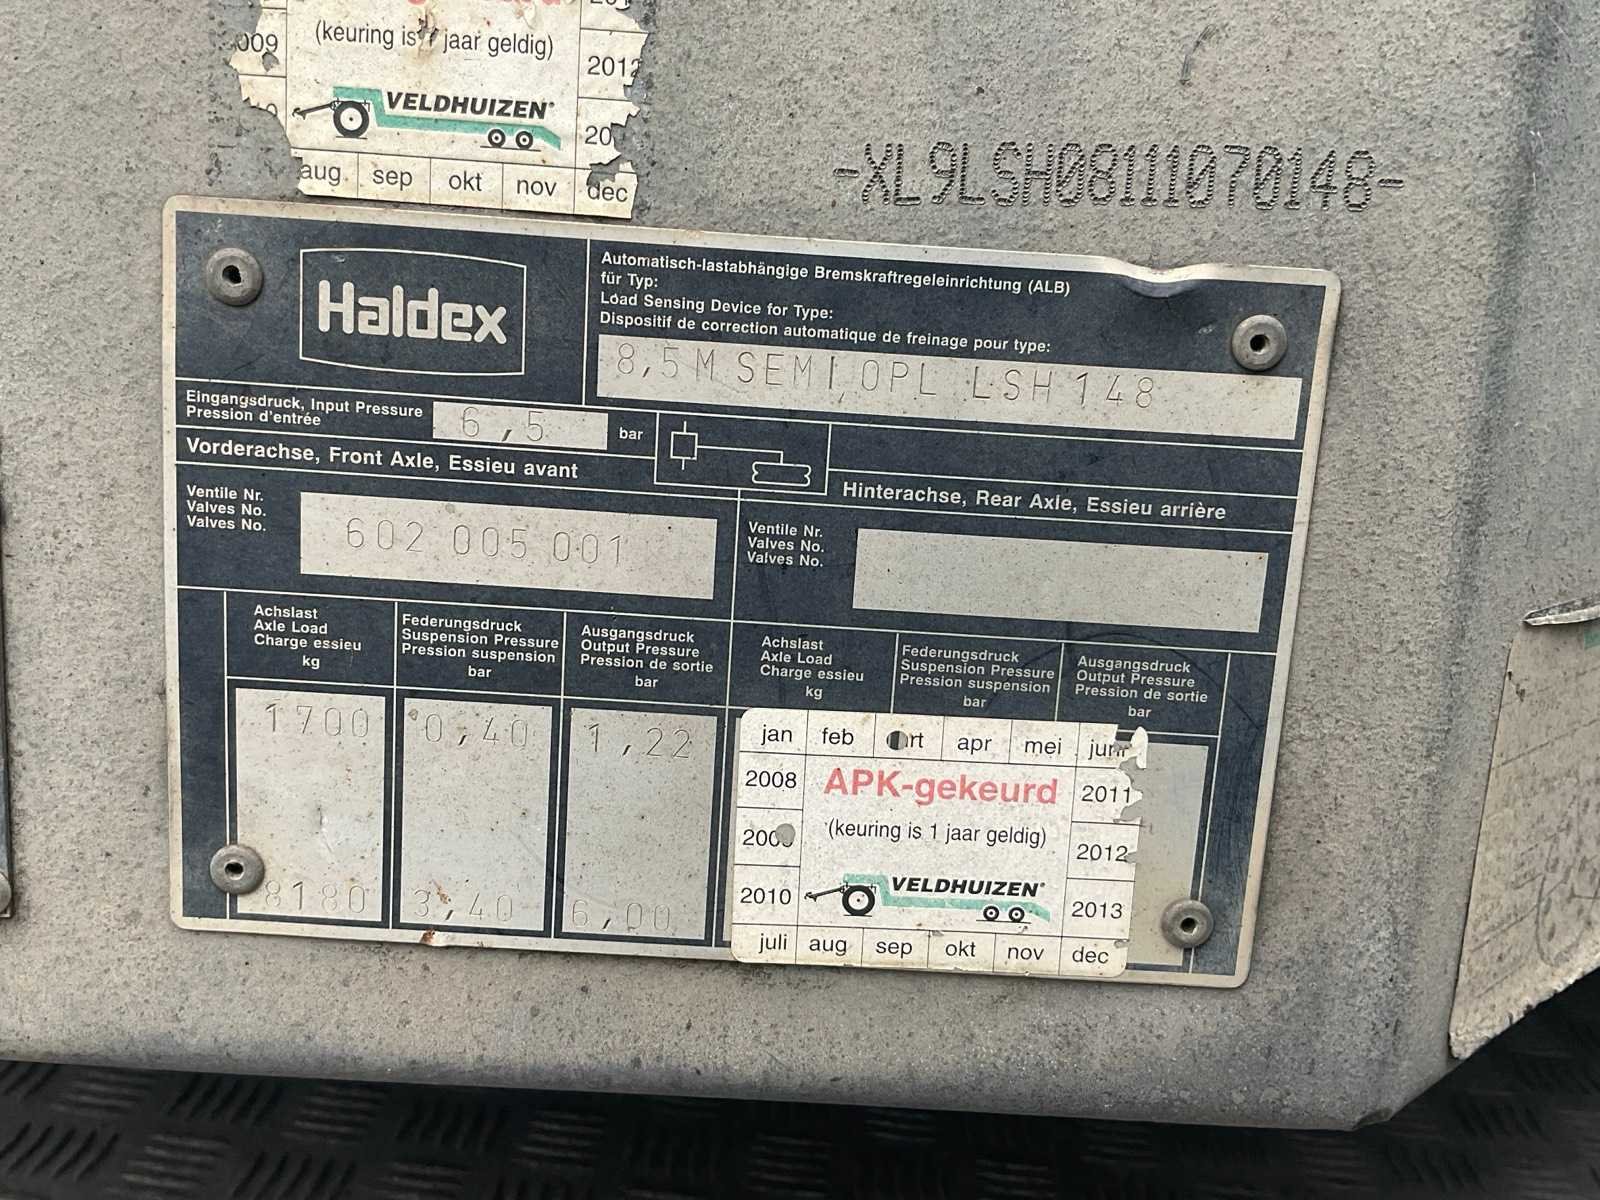 009
(keuring is 1 jaar geldig)
2012
VELDHUIZEN
aug sep okt nov dec
-XL9LSH08111070148-
Haldex
Automatisch-lastabhängige Bremskraftregeleinrichtung (ALB)
für Typ:
Load Sensing Device for Type:
Dispositif de correction automatique de freinage pour type:
8,5M SEMI OPL LSH148
Eingangsdruck, Input Pressure
Pression d'entrée
6,5 bar
Vorderachse, Front Axle, Essieu avant
Hinterachse, Rear Axle, Essieu arrière
Ventile Nr.
Valves No.
Valves No.
602 005 001
Ventile Nr.
Valves No.
Valves No.
Achslast
Axle Load
Charge essieu
kg
Federungsdruck
Suspension Pressure
Pression suspension
bar
Ausgangsdruck
Output Pressure
Pression de sortie
bar
Achslast
Axle Load
Charge essieu
kg
Federungsdruck
Suspension Pressure
Pression suspension
bar
Ausgangsdruck
Output Pressure
Pression de sortie
bar
1700 0,40 1,22
8180 3,40 6,00
jan feb mrt apr mei juni
2008 APK-gekeurd 2011
2009 (keuring is 1 jaar geldig) 2012
2010 VELDHUIZEN 2013
juli aug sep okt nov dec